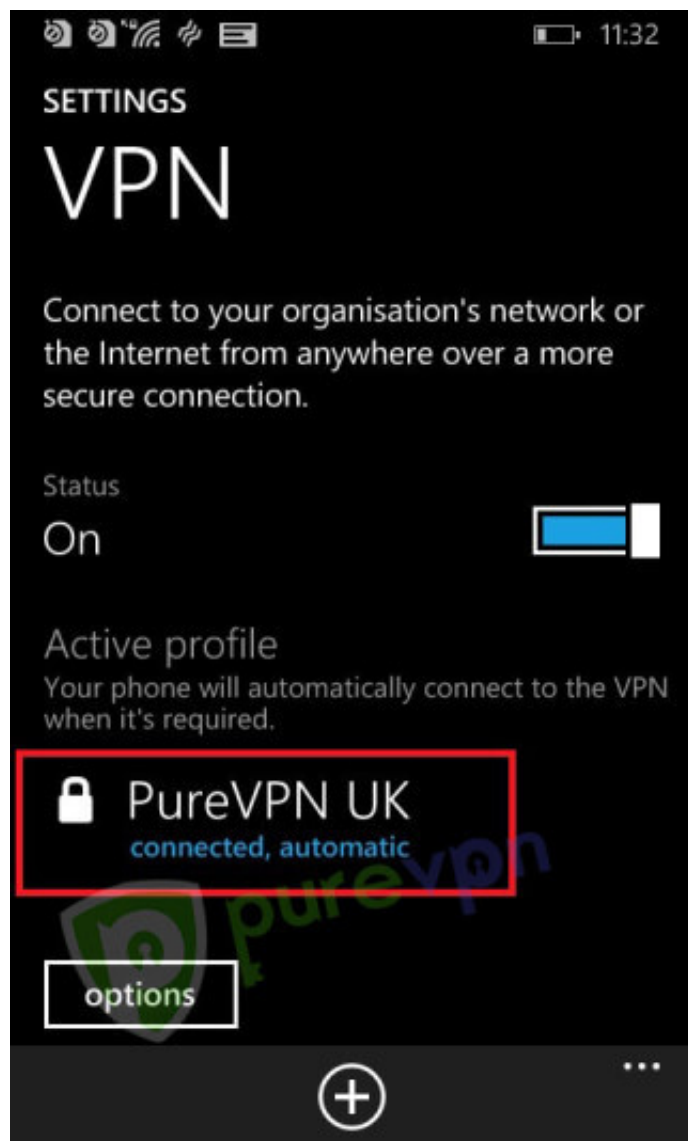 11:32
SETTINGS
VPN
Connect to your organisation's network or
the Internet from anywhere over a more
secure connection.
Status
On
Active profile
Your phone will automatically connect to the VPN
when it's required.
PureVPN UK
connected, automatic
purevpn
options